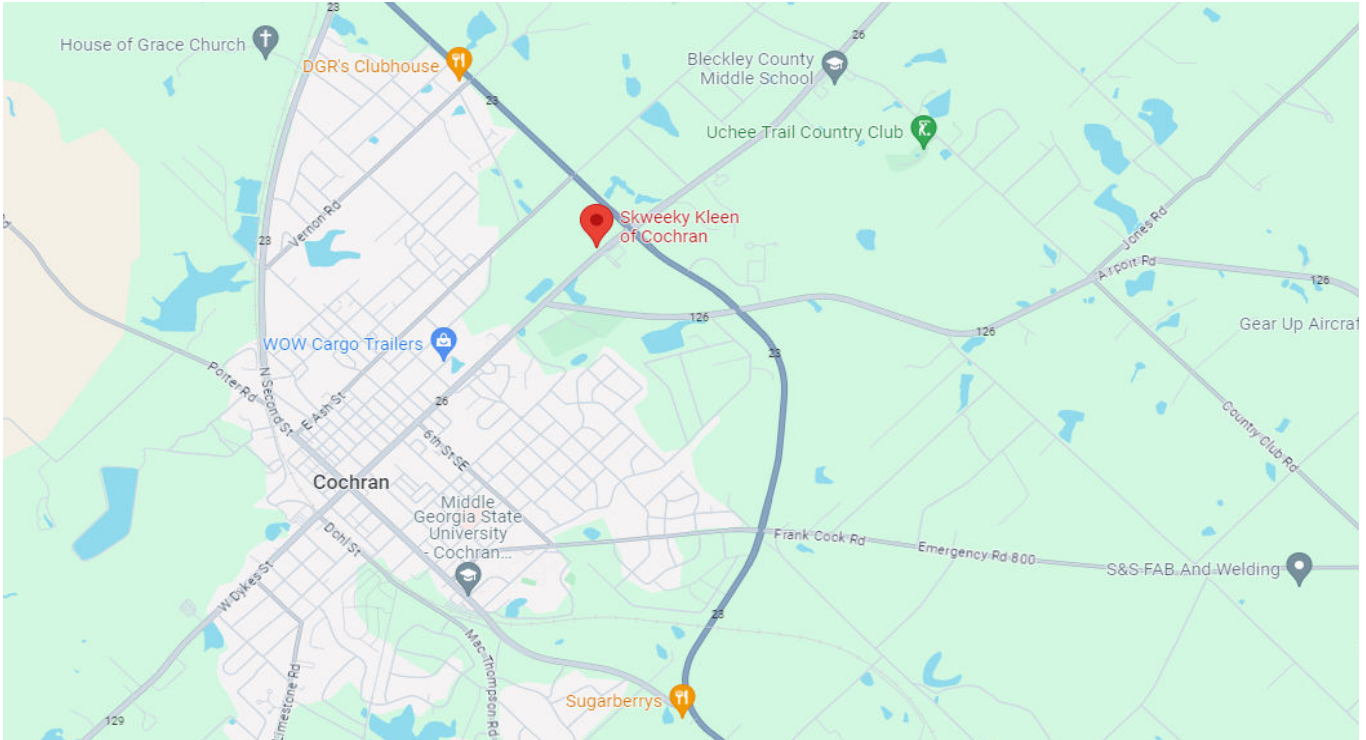 23
26
House of Grace Church
DGR's Clubhouse
Bleckley County
Middle School
23
Uchee Trail Country Club
Vernon Rd
Skweeky Kleen
of Cochran
23
Jones Rd
Airport Rd
126
126
126
Gear Up Aircraf
WOW Cargo Trailers
23
Porter Rd
N Second St
E Ash St
26
6th St SE
Country Club Rd
Cochran
Middle
Georgia State
University
- Cochran...
Dohl St
Frank Cock Rd
Emergency Rd 800
S&S FAB And Welding
W Dykes St
23
Mac-Thompson Rd
Limestone Rd
Sugarberrys
129